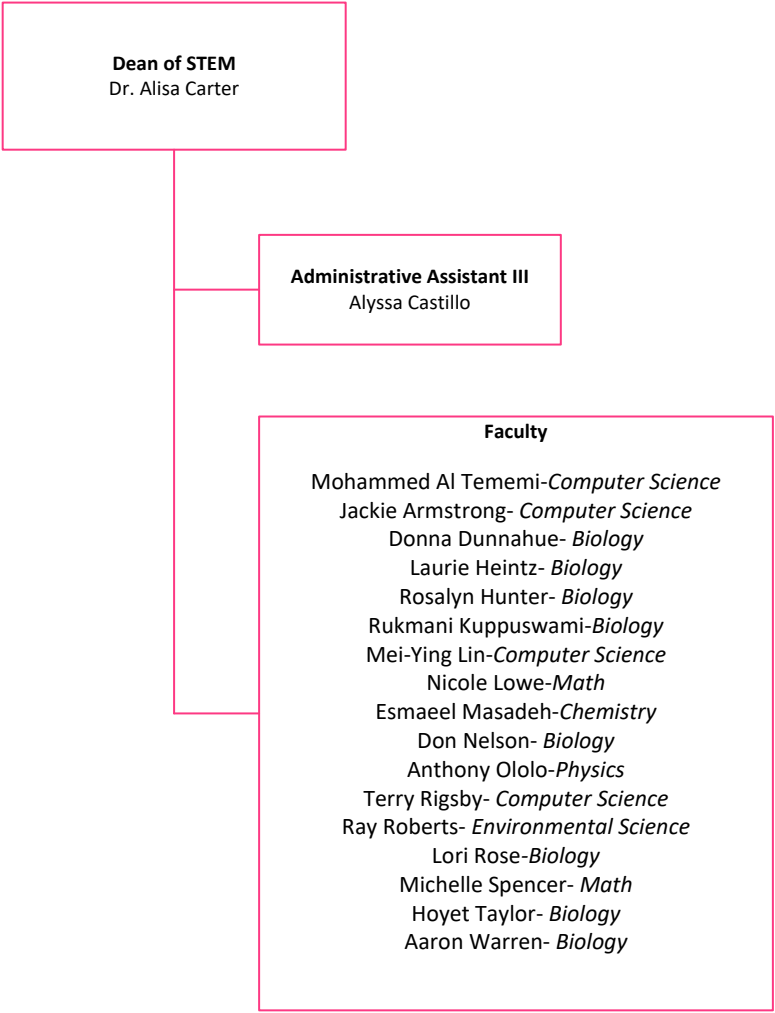 Dean of STEM
Dr. Alisa Carter
Administrative Assistant III
Alyssa Castillo
Faculty
Mohammed Al Tememi-Computer Science
Jackie Armstrong- Computer Science
Donna Dunnahue- Biology
Laurie Heintz- Biology
Rosalyn Hunter- Biology
Rukmani Kuppuswami-Biology
Mei-Ying Lin-Computer Science
Nicole Lowe-Math
Esmaeel Masadeh-Chemistry
Don Nelson- Biology
Anthony Ololo-Physics
Terry Rigsby- Computer Science
Ray Roberts- Environmental Science
Lori Rose-Biology
Michelle Spencer- Math
Hoyet Taylor- Biology
Aaron Warren- Biology